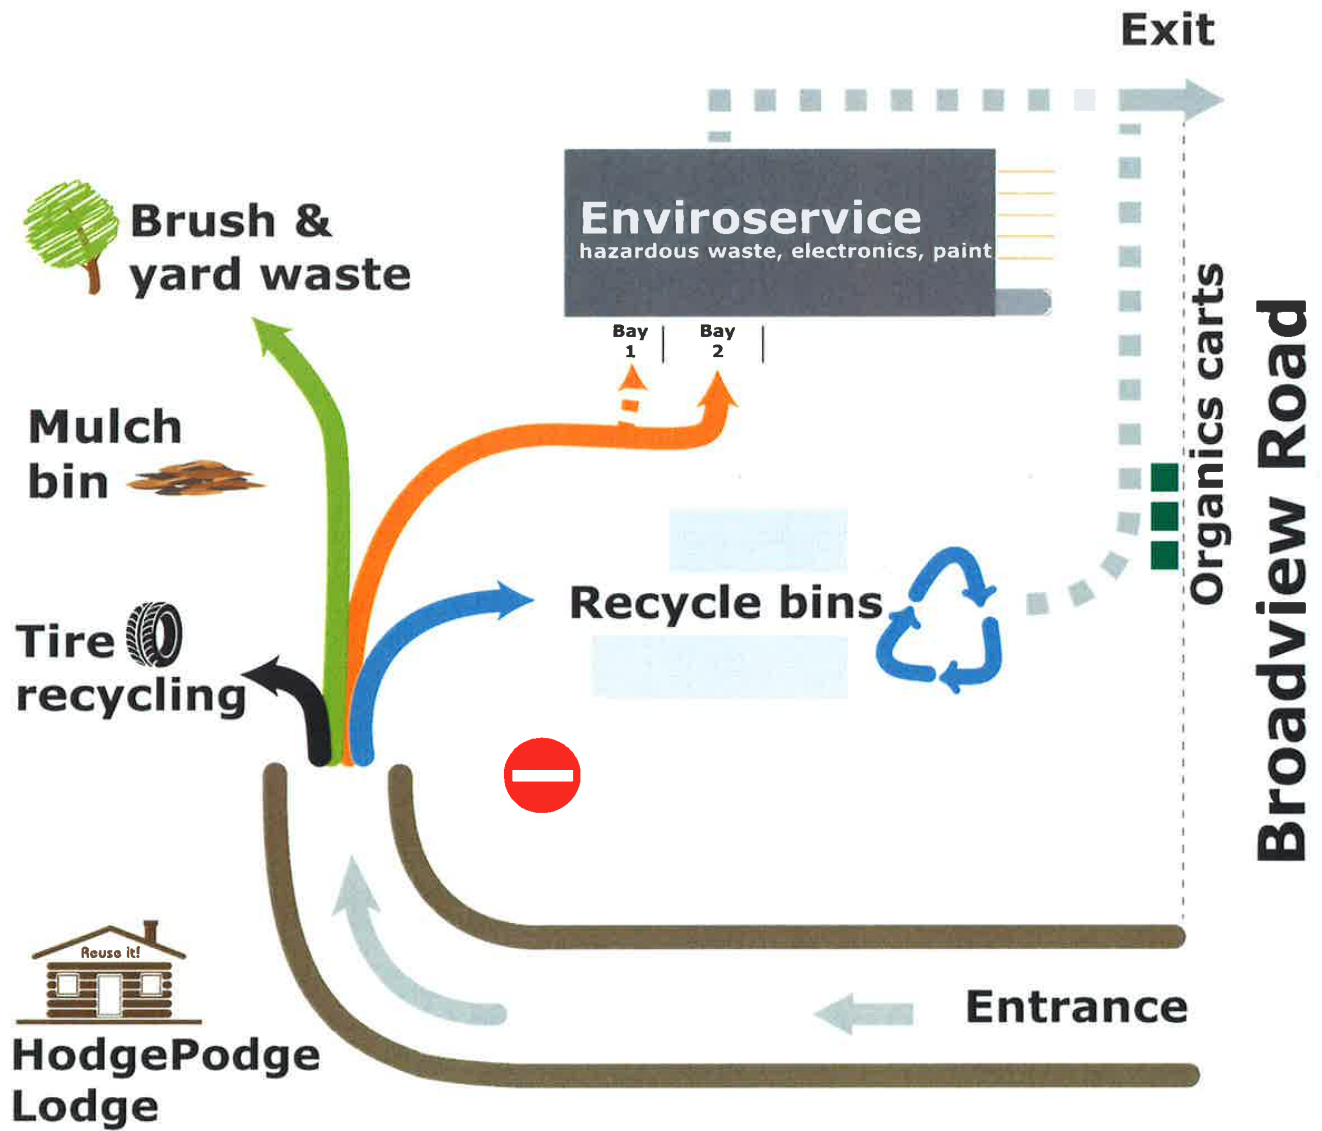 Exit
Enviroservice
hazardous waste, electronics, paint
Brush &
yard waste
Bay
1
Bay
2
Mulch
bin
Organics carts
Broadview Road
Recycle bins
Tire
recycling
Reuse it!
Entrance
HodgePodge
Lodge